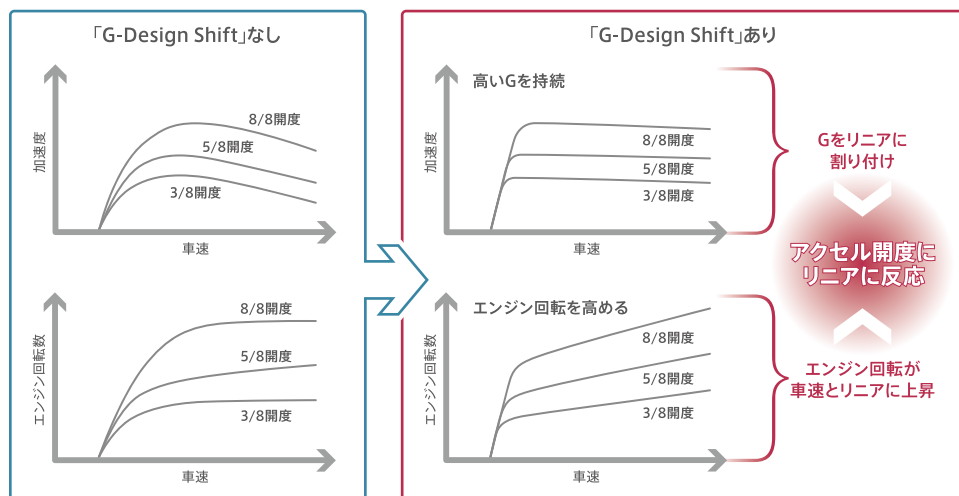 「G-Design Shift」なし
加速度
8/8開度
5/8開度
3/8開度
車速
エンジン回転数
8/8開度
5/8開度
3/8開度
車速
「G-Design Shift」あり
高いGを持続
加速度
8/8開度
5/8開度
3/8開度
車速
エンジン回転を高める
エンジン回転数
8/8開度
5/8開度
3/8開度
車速
Gをリニアに
割り付け
アクセル開度に
リニアに反応
エンジン回転が
車速とリニアに上昇